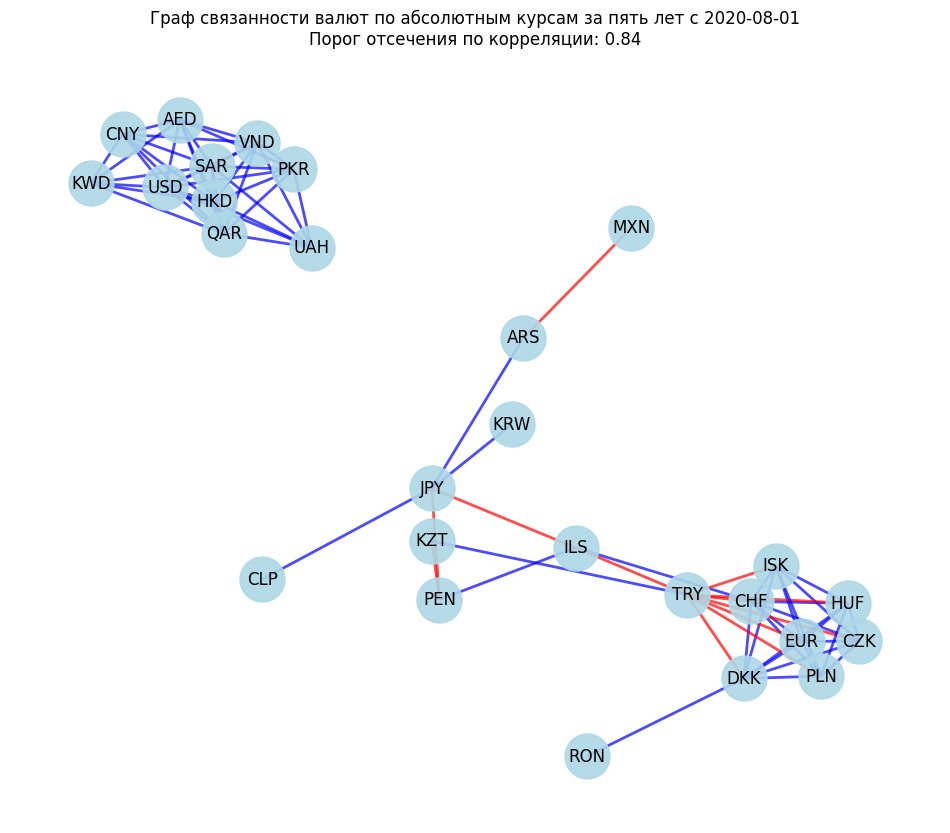 Граф связанности валют по абсолютным курсам за пять лет с 2020-08-01
Порог отсечения по корреляции: 0.84
AED
CNY
VND
SAR
PKR
KWD
USD
HKD
QAR
UAH
MXN
ARS
KRW
JPY
KZT
ILS
CLP
PEN
ISK
TRY
CHF
HUF
EUR
CZK
DKK
PLN
RON